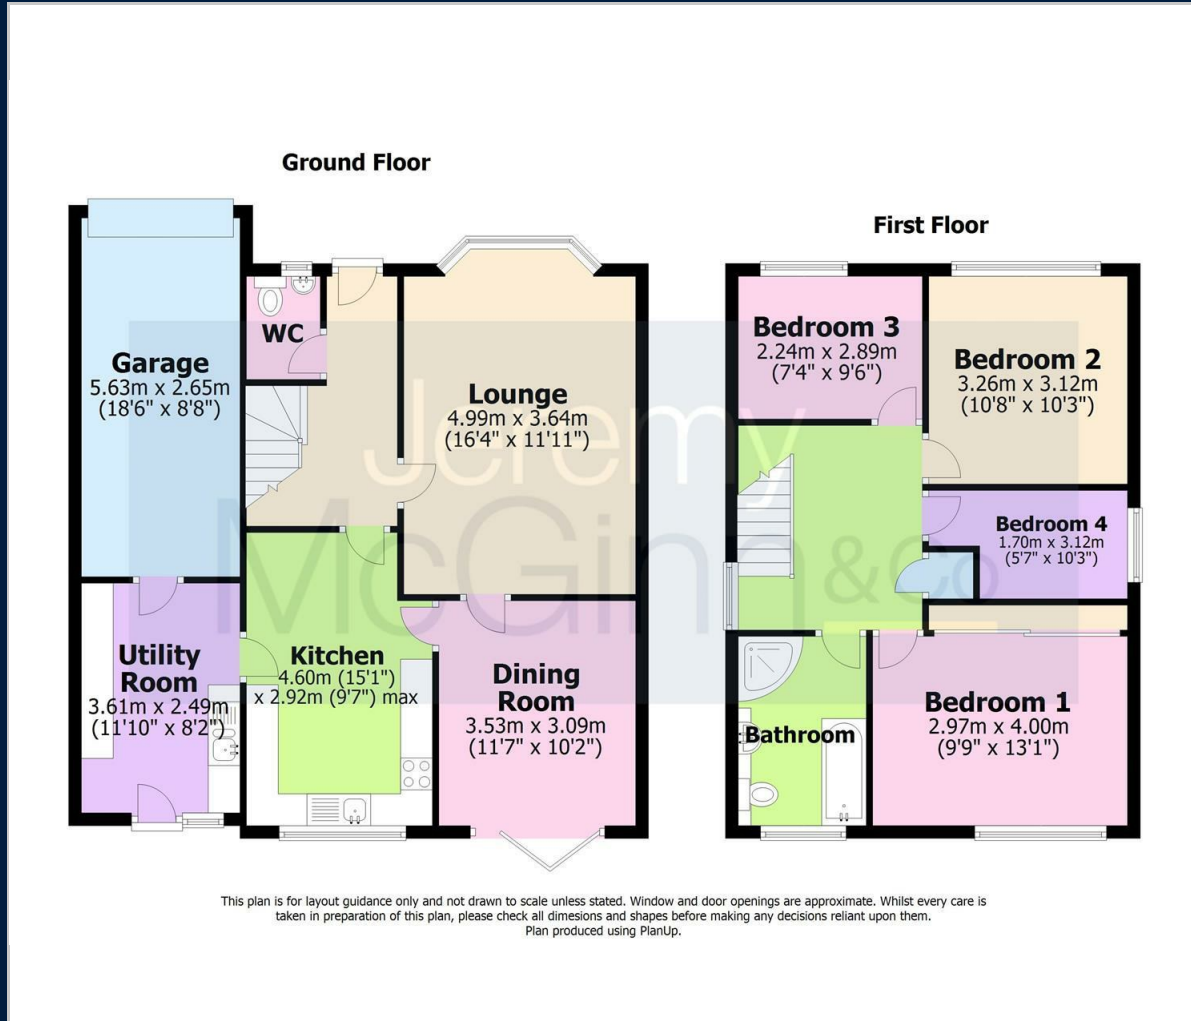 Ground Floor
First Floor
Garage
5.63m x 2.65m
(18'6" x 8'8")
WC
Lounge
4.99m x 3.64m
(16'4" x 11'11")
Utility
Room
3.61m x 2.49m
(11'10" x 8'2")
Kitchen
4.60m (15'1")
x 2.92m (9'7") max
Dining
Room
3.53m x 3.09m
(11'7" x 10'2")
Bedroom 3
2.24m x 2.89m
(7'4" x 9'6")
Bedroom 2
3.26m x 3.12m
(10'8" x 10'3")
Bedroom 4
1.70m x 3.12m
(5'7" x 10'3")
Bedroom 1
2.97m x 4.00m
(9'9" x 13'1")
Bathroom
Jeremy
McGinn & Co
This plan is for layout guidance only and not drawn to scale unless stated. Window and door openings are approximate. Whilst every care is
taken in preparation of this plan, please check all dimesions and shapes before making any decisions reliant upon them.
Plan produced using PlanUp.